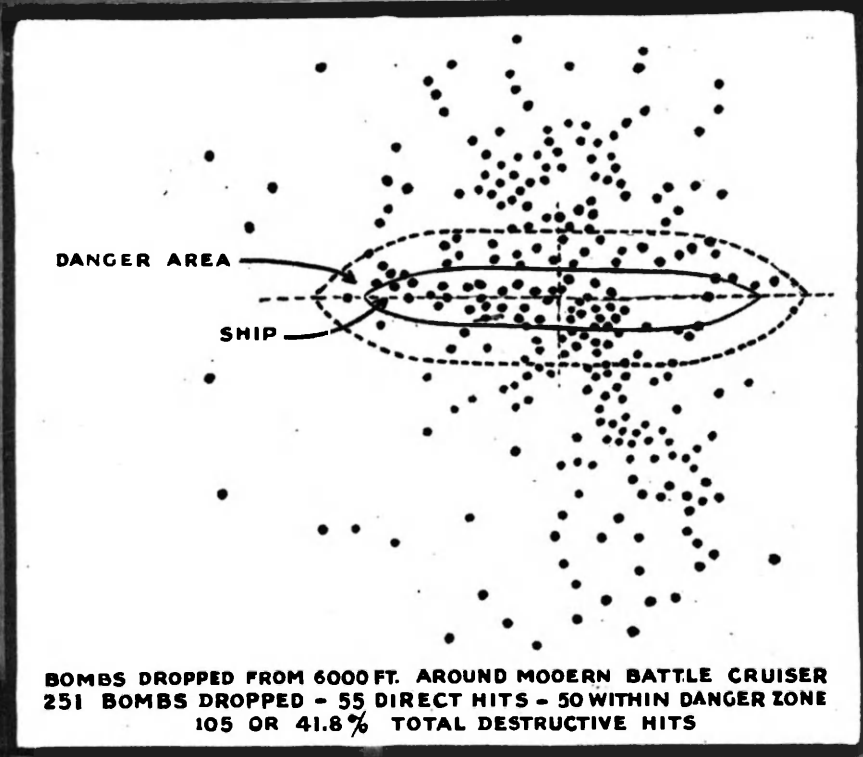 DANGER AREA
SHIP
BOMBS DROPPED FROM 6000 FT. AROUND MODERN BATTLE CRUISER
251 BOMBS DROPPED - 55 DIRECT HITS - 50 WITHIN DANGER ZONE
105 OR 41.8% TOTAL DESTRUCTIVE HITS